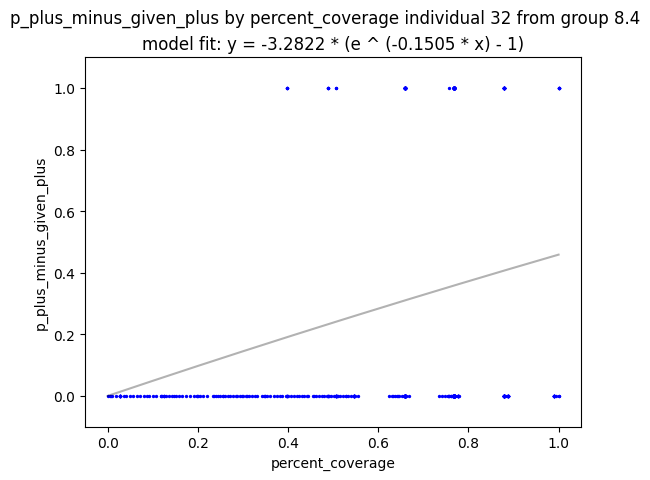 p_plus_minus_given_plus by percent_coverage individual 32 from group 8.4
model fit: y = -3.2822 * (e ^ (-0.1505 * x) - 1)
1.0
0.8
0.6
0.4
0.2
0.0
p_plus_minus_given_plus
0.0 0.2 0.4 0.6 0.8 1.0
percent_coverage